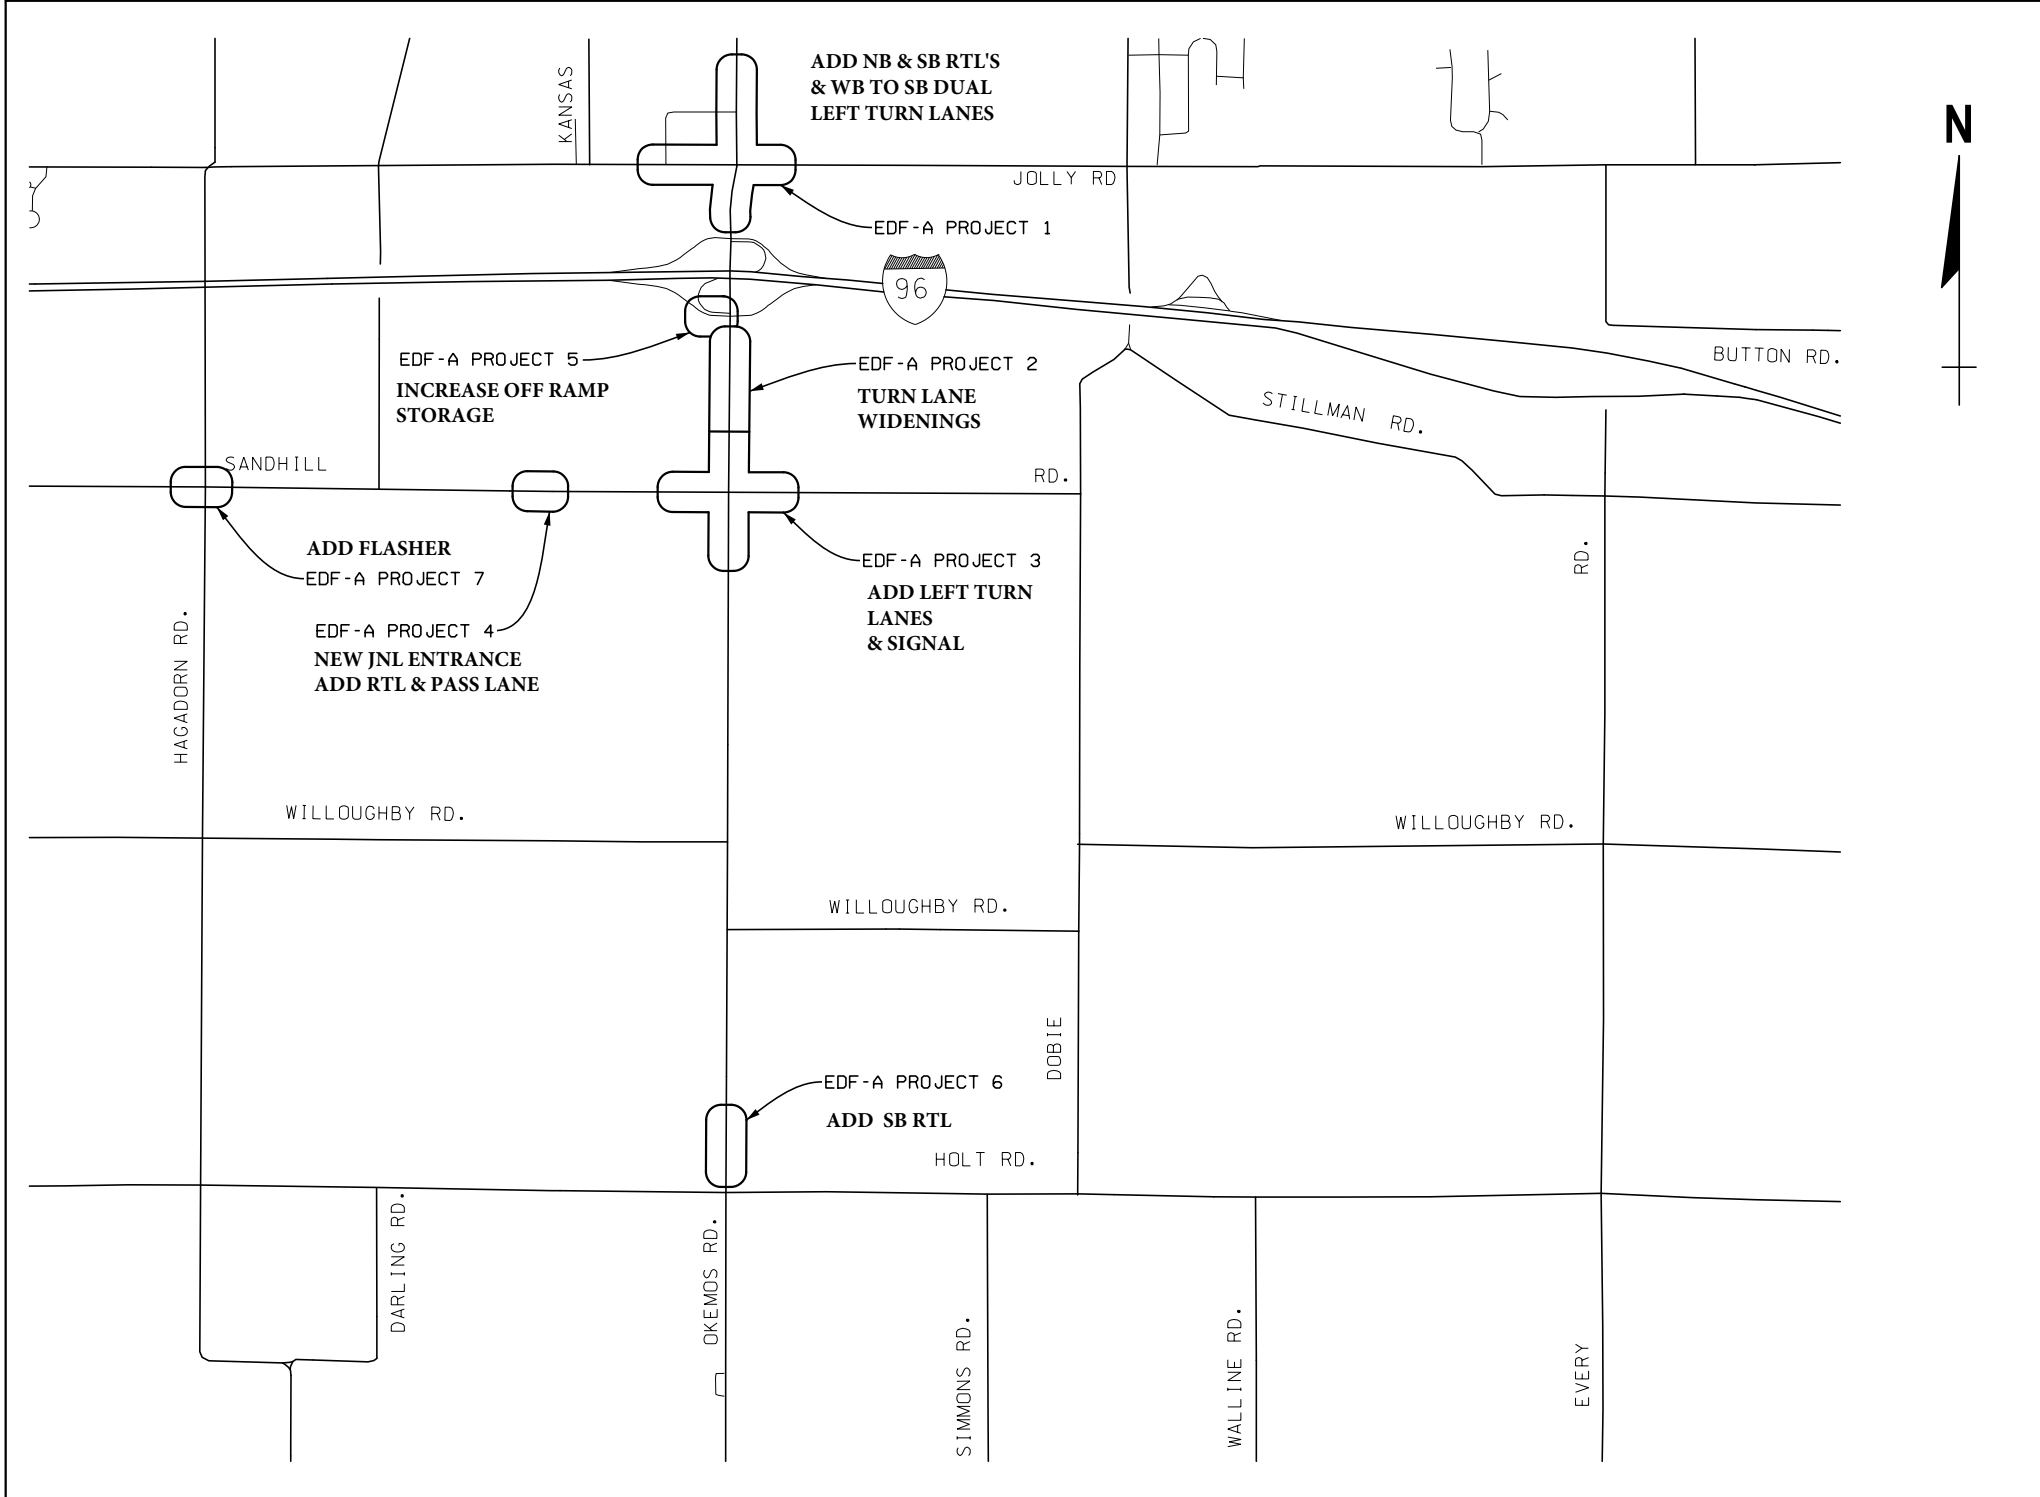 KANSAS
ADD NB & SB RTL'S
& WB TO SB DUAL
LEFT TURN LANES
N
JOLLY RD
EDF-A PROJECT 1
96
EDF-A PROJECT 5
INCREASE OFF RAMP
STORAGE
EDF-A PROJECT 2
TURN LANE
WIDENINGS
BUTTON RD.
STILLMAN RD.
SANDHILL RD.
ADD FLASHER
EDF-A PROJECT 7
EDF-A PROJECT 3
ADD LEFT TURN
LANES
& SIGNAL
RD.
EDF-A PROJECT 4
NEW JNL ENTRANCE
ADD RTL & PASS LANE
HAGADORN RD.
WILLOUGHBY RD.
WILLOUGHBY RD.
WILLOUGHBY RD.
DOBIE
EDF-A PROJECT 6
ADD SB RTL
HOLT RD.
DARLING RD.
OKEMOS RD.
SIMMONS RD.
WALLINE RD.
EVERY